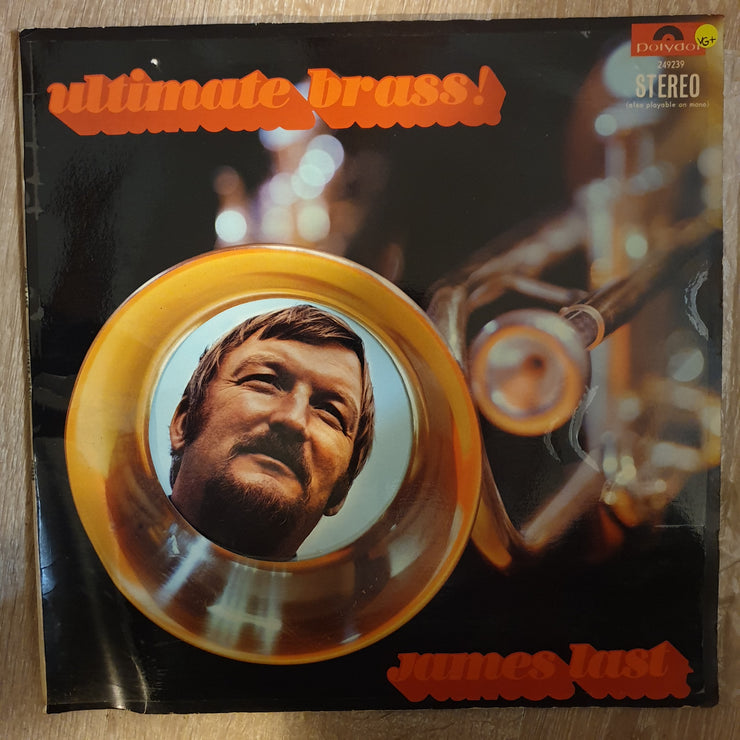 ultimate brass!
polydor
VG+
249239
STEREO
(also playable on mono)
James last